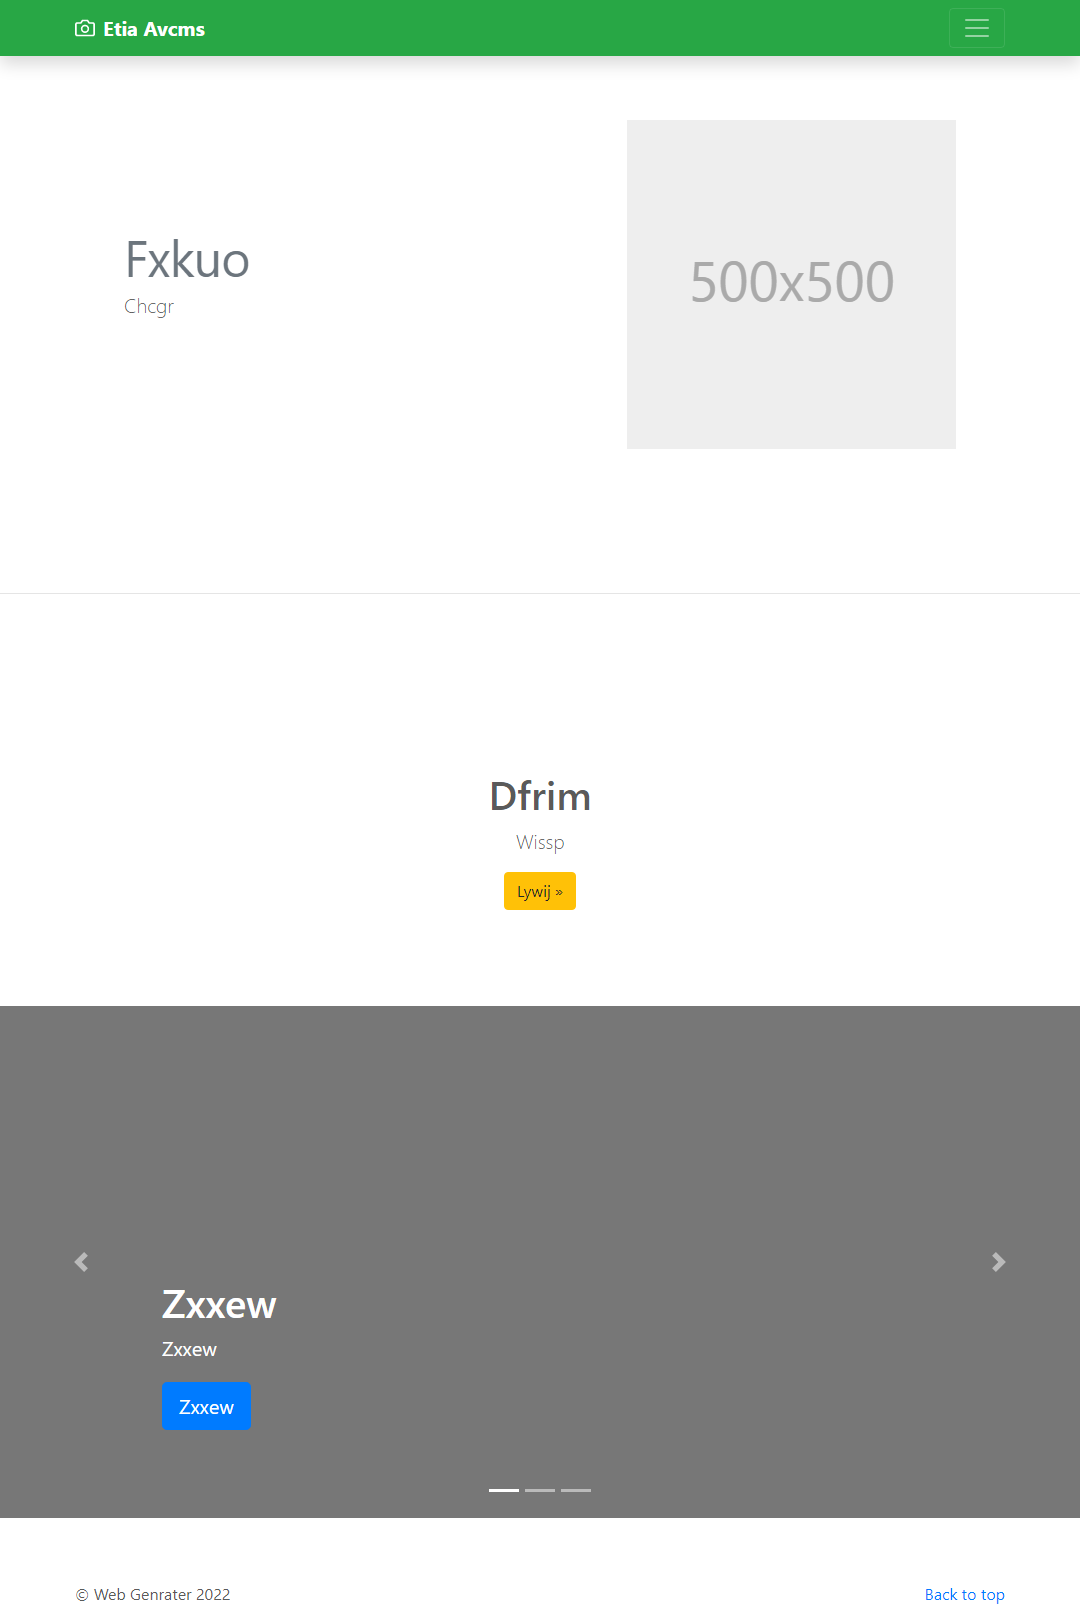 Etia Avcms
Fxkuo
Chcgr
500x500
Dfrim
Wissp
Lywij »
Zxxew
Zxxew
Zxxew
© Web Genrater 2022
Back to top